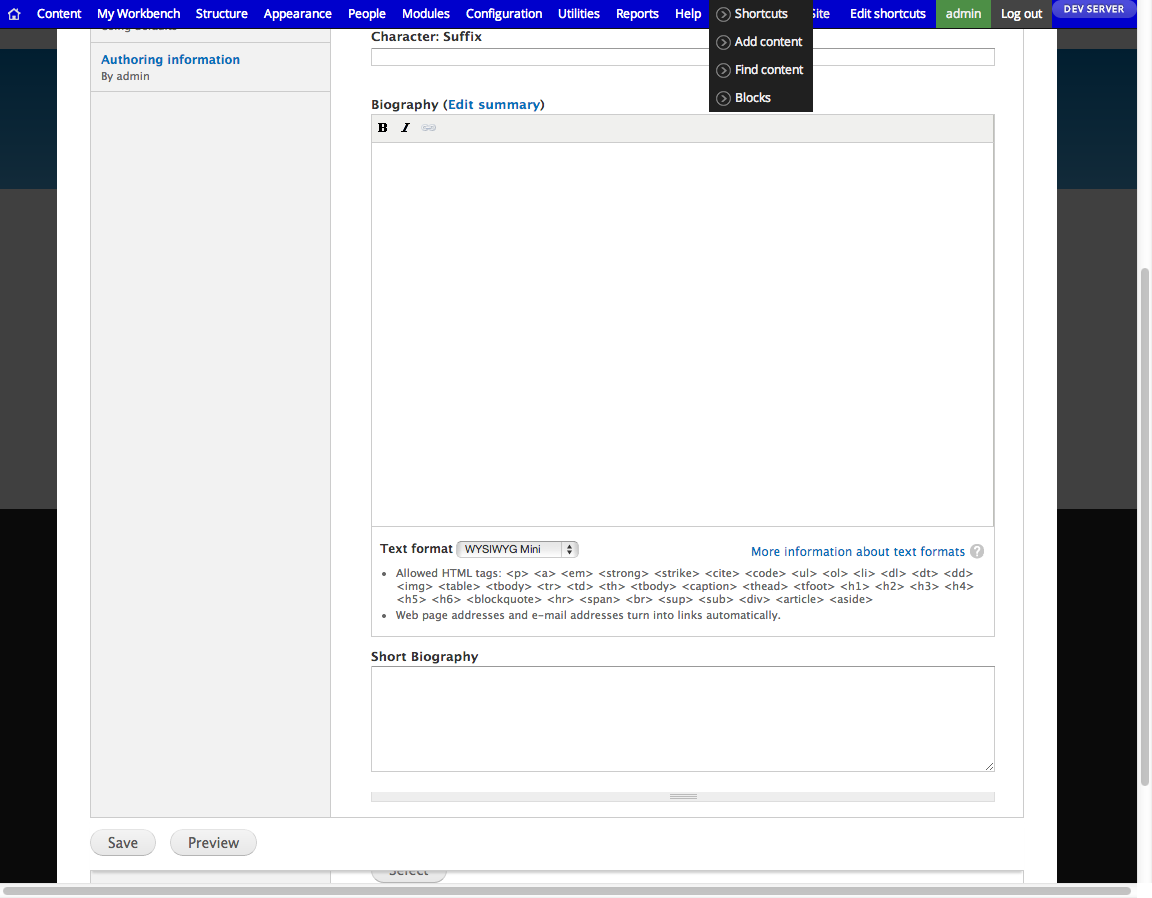 Content My Workbench Structure Appearance People Modules Configuration Utilities Reports Help Shortcuts Site Edit shortcuts admin Log out DEV SERVER
Add content
Find content
Blocks
Using defaults
Authoring information
By admin
Character: Suffix
Biography (Edit summary)
B I
Text format WYSIWYG Mini
More information about text formats ?
Allowed HTML tags: <p> <a> <em> <strong> <strike> <cite> <code> <ul> <ol> <li> <dl> <dt> <dd>
<img> <table> <tbody> <tr> <td> <th> <tbody> <caption> <thead> <tfoot> <h1> <h2> <h3> <h4>
<h5> <h6> <blockquote> <hr> <span> <br> <sup> <sub> <div> <article> <aside>
Web page addresses and e-mail addresses turn into links automatically.
Short Biography
Save Preview
Select